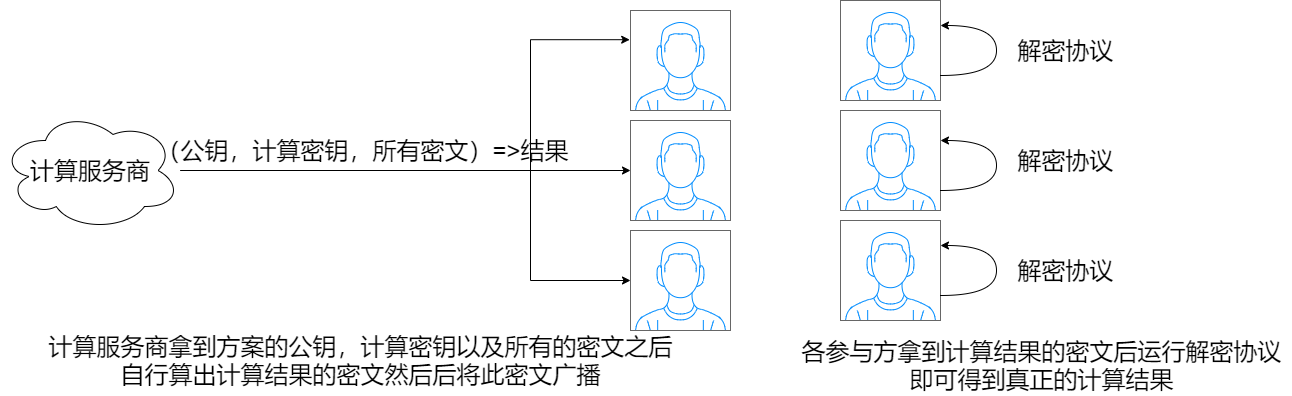 计算服务商
（公钥，计算密钥，所有密文）=>结果
计算服务商拿到方案的公钥，计算密钥以及所有的密文之后
自行算出计算结果的密文然后后将此密文广播
解密协议
解密协议
解密协议
各参与方拿到计算结果的密文后运行解密协议
即可得到真正的计算结果